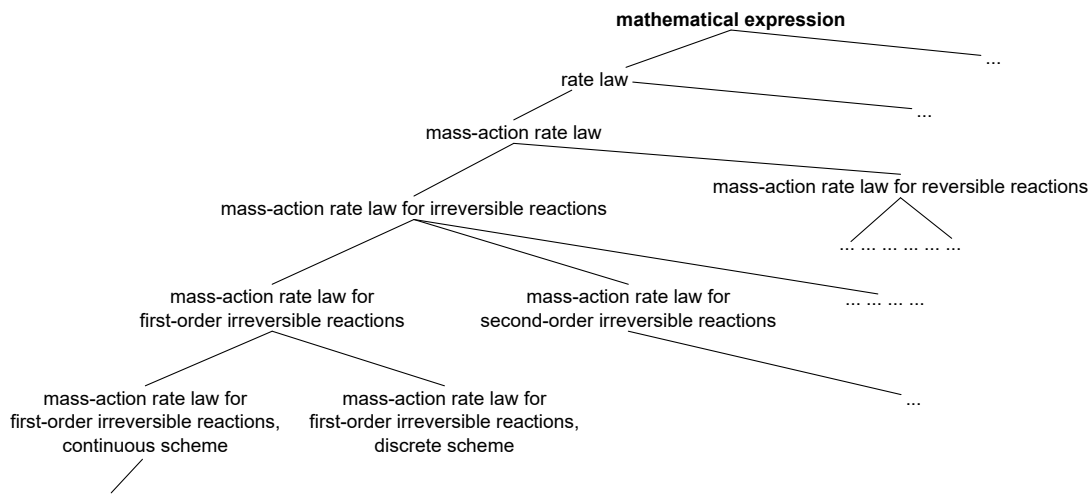 mathematical expression
...
rate law
...
mass-action rate law
mass-action rate law for reversible reactions
mass-action rate law for irreversible reactions
... ... ... ... ... ...
mass-action rate law for
first-order irreversible reactions
mass-action rate law for
second-order irreversible reactions
... ... ... ...
mass-action rate law for
first-order irreversible reactions,
continuous scheme
mass-action rate law for
first-order irreversible reactions,
discrete scheme
...